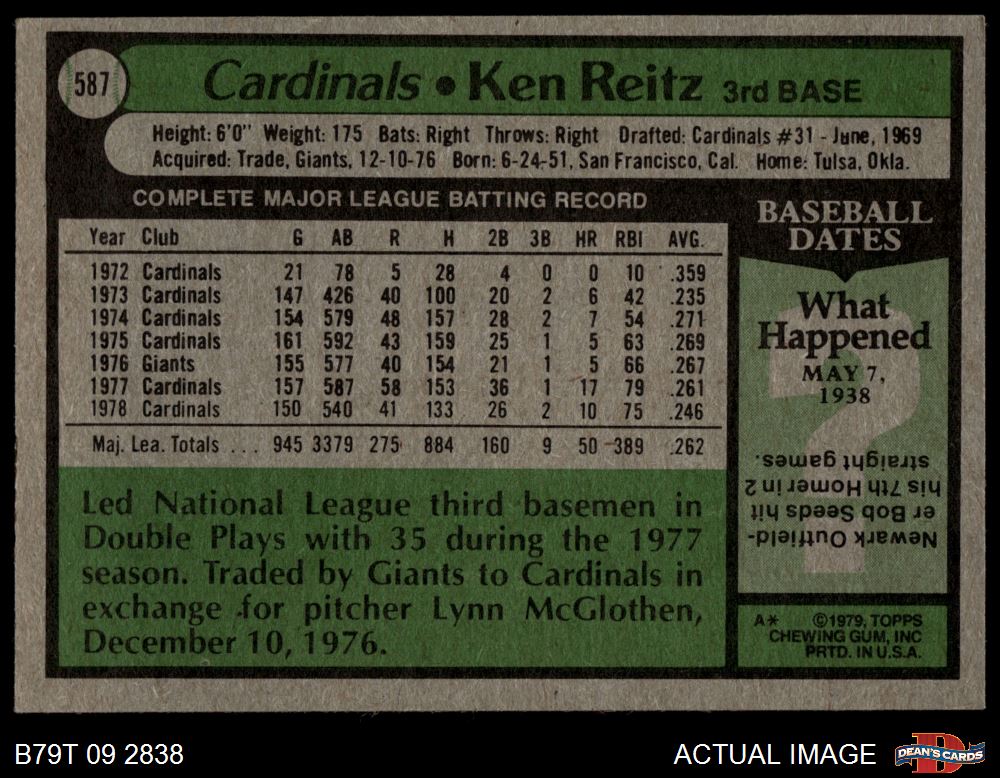 587
Cardinals • Ken Reitz 3rd BASE
Height: 6'0" Weight: 175 Bats: Right Throws: Right Drafted: Cardinals #31 - June, 1969
Acquired: Trade, Giants, 12-10-76 Born: 6-24-51, San Francisco, Cal. Home: Tulsa, Okla.
COMPLETE MAJOR LEAGUE BATTING RECORD
Year Club G AB R H 2B 3B HR RBI AVG.
1972 Cardinals 21 78 5 28 4 0 0 10 .359
1973 Cardinals 147 426 40 100 20 2 6 42 .235
1974 Cardinals 154 579 48 157 28 2 7 54 .271
1975 Cardinals 161 592 43 159 25 1 5 63 .269
1976 Giants 155 577 40 154 21 1 5 66 .267
1977 Cardinals 157 587 58 153 36 1 17 79 .261
1978 Cardinals 150 540 41 133 26 2 10 75 .246
Maj. Lea. Totals . . . 945 3379 275 884 160 9 50 389 .262
Led National League third basemen in
Double Plays with 35 during the 1977
season. Traded by Giants to Cardinals in
exchange for pitcher Lynn McGlothen,
December 10, 1976.
BASEBALL
DATES
What
Happened
MAY 7,
1938
Newark Outfield-
er Bob Seeds hit
his 7th Homer in 2
straight games.
A* ©1979, TOPPS
CHEWING GUM, INC
PRTD. IN U.S.A.
B79T 09 2838
ACTUAL IMAGE
DEAN'S CARDS